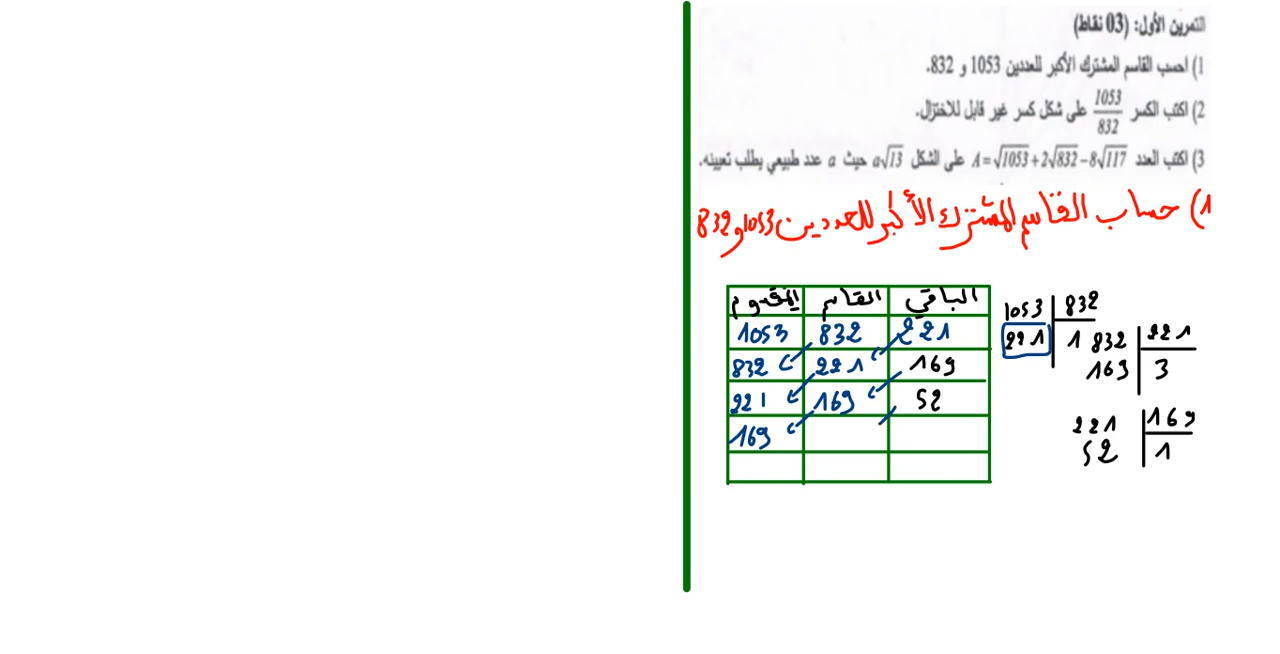 التمرين الأول: (03 نقاط)
1) احسب القاسم المشترك الأكبر للعددين 1053 و 832.
2) اكتب الكسر 1053/832 على شكل كسر غير قابل للاختزال.
3) اكتب العدد A=√1053+2√832−8√117 على الشكل a√13 حيث a عدد طبيعي يطلب تعيينه.
1) حساب القاسم المشترك الأكبر للعددين 1053 و 832
المقسوم القاسم الباقي
1053 832 221
832 221 169
221 169 52
169
1053 832
221 1
832 221
169 3
221 169
52 1